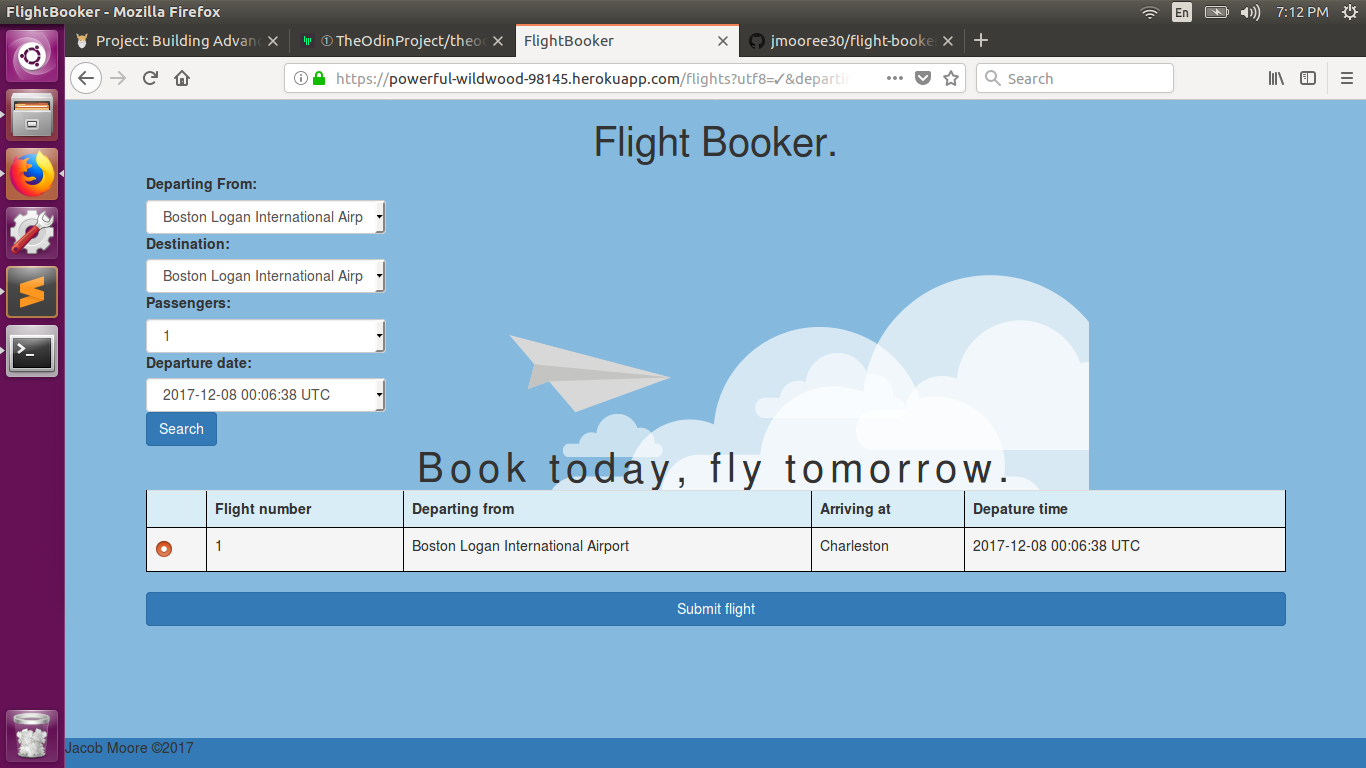 FlightBooker - Mozilla Firefox
En
7:12 PM
Project: Building Advan
① TheOdinProject/theod
FlightBooker
jmooree30/flight-booke
https://powerful-wildwood-98145.herokuapp.com/flights?utf8=✓&departin
Search
Flight Booker.
Departing From:
Boston Logan International Airp
Destination:
Boston Logan International Airp
Passengers:
1
Departure date:
2017-12-08 00:06:38 UTC
Search
Book today, fly tomorrow.
Flight number Departing from Arriving at Depature time
1 Boston Logan International Airport Charleston 2017-12-08 00:06:38 UTC
Submit flight
Jacob Moore ©2017